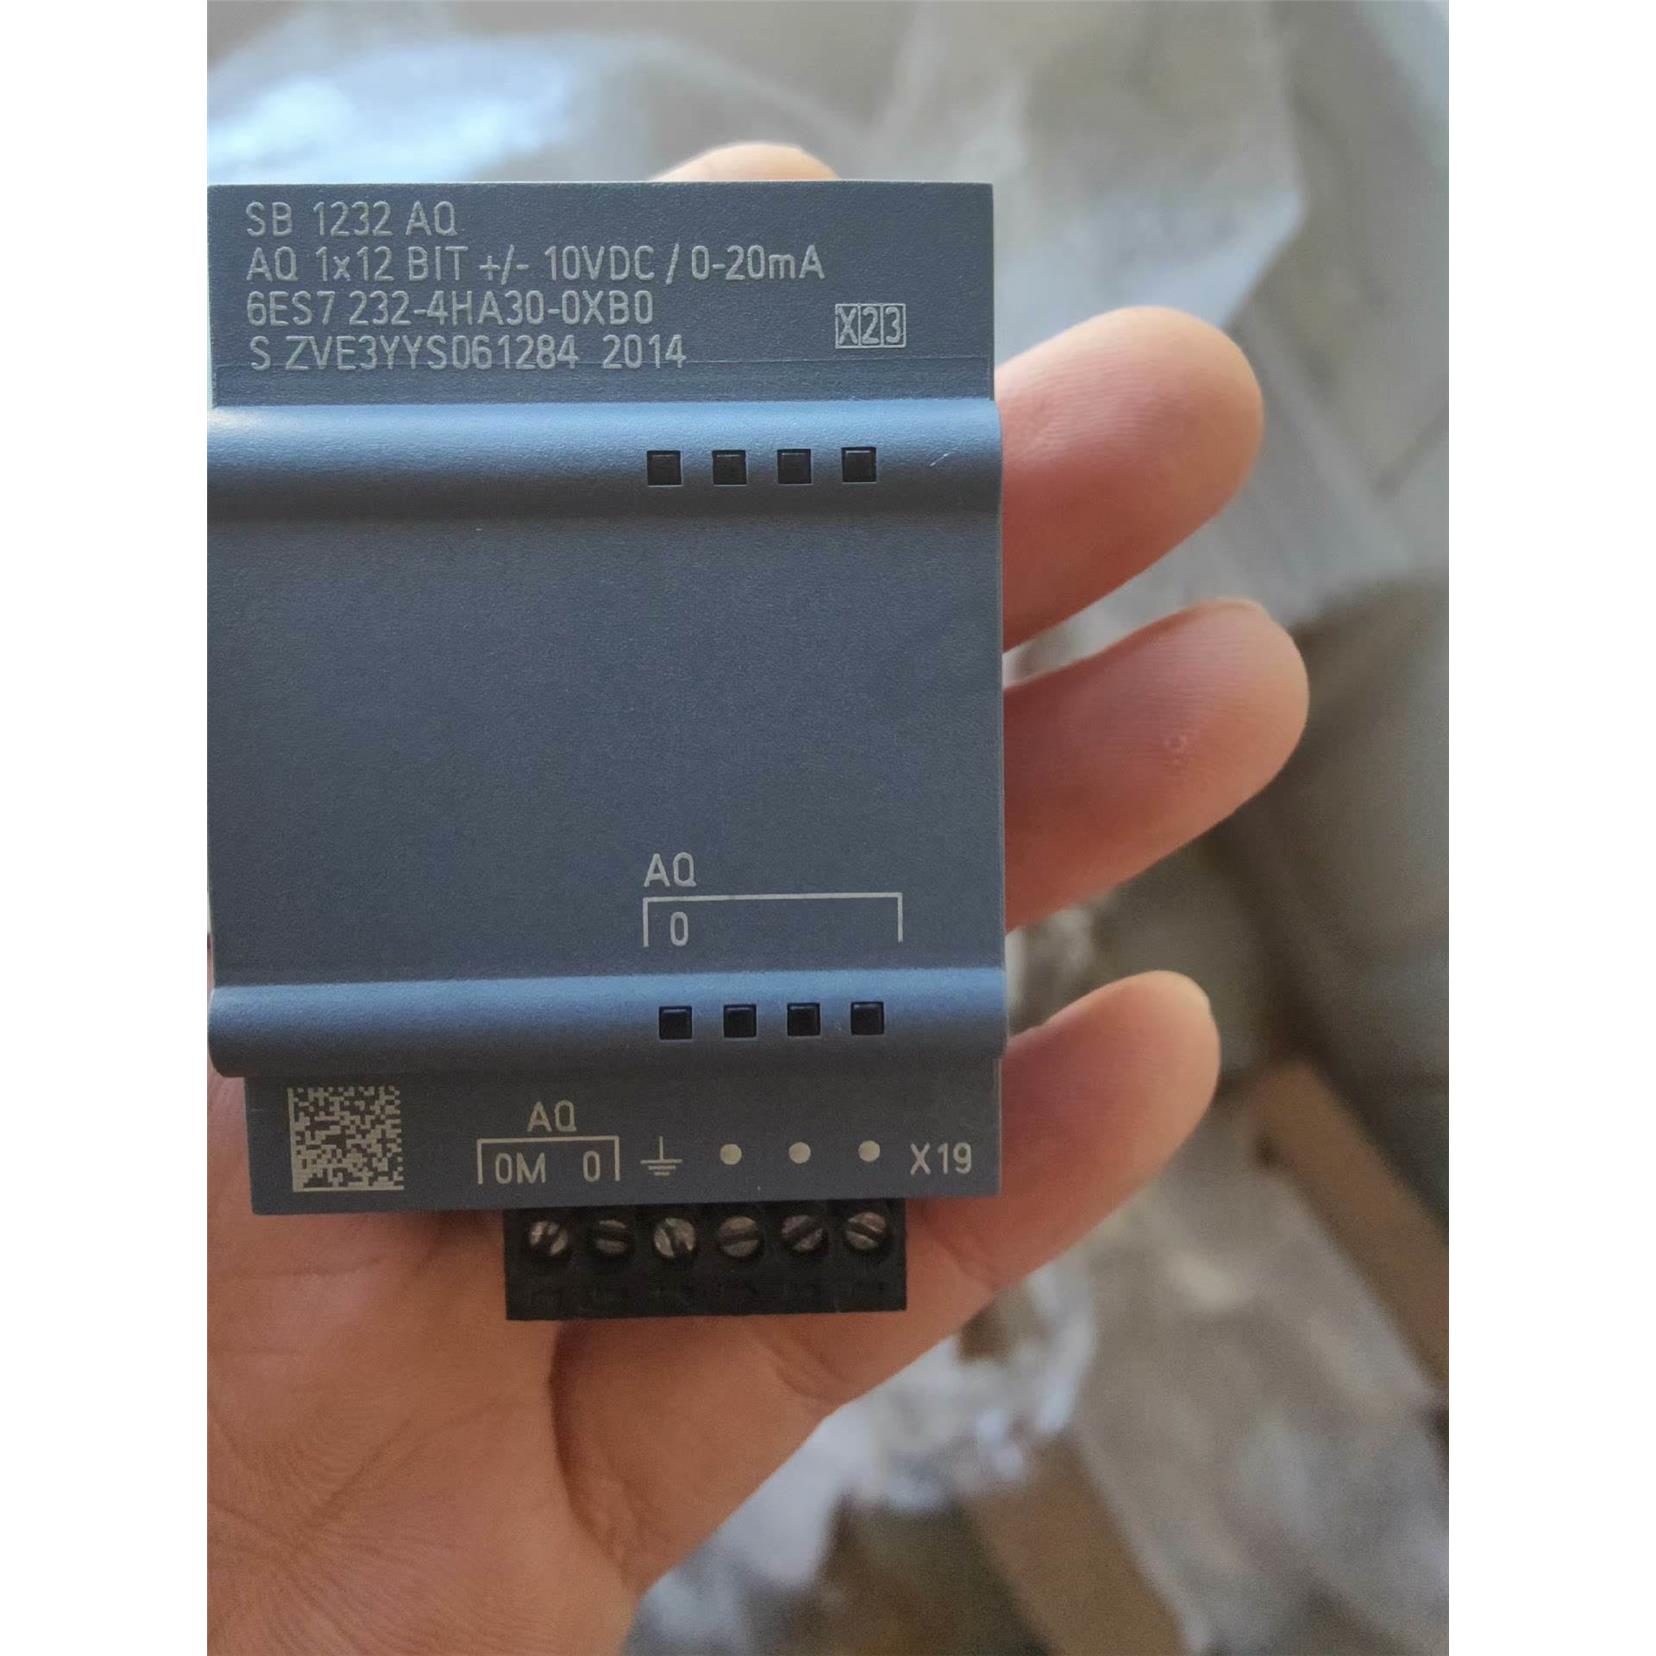 SB 1232 AQ
AQ 1x12 BIT +/- 10VDC / 0-20mA
6ES7 232-4HA30-0XB0
S ZVE3YYS061284 2014
X23
AQ
0
AQ
0M 0
X19